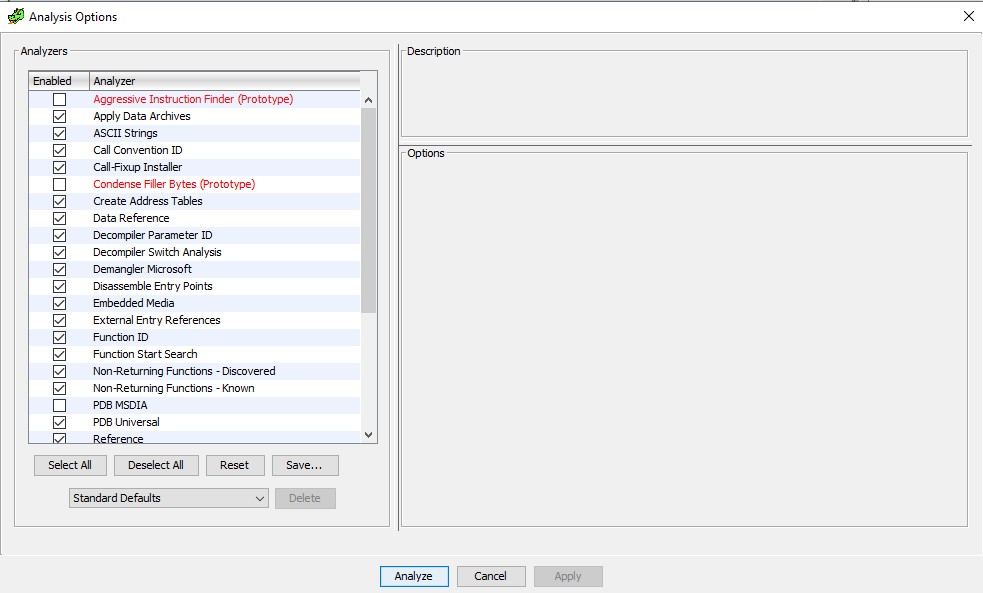 Analysis Options
Analyzers
Enabled Analyzer
Aggressive Instruction Finder (Prototype)
Apply Data Archives
ASCII Strings
Call Convention ID
Call-Fixup Installer
Condense Filler Bytes (Prototype)
Create Address Tables
Data Reference
Decompiler Parameter ID
Decompiler Switch Analysis
Demangler Microsoft
Disassemble Entry Points
Embedded Media
External Entry References
Function ID
Function Start Search
Non-Returning Functions - Discovered
Non-Returning Functions - Known
PDB MSDIA
PDB Universal
Reference
Select All Deselect All Reset Save...
Standard Defaults Delete
Description
Options
Analyze Cancel Apply